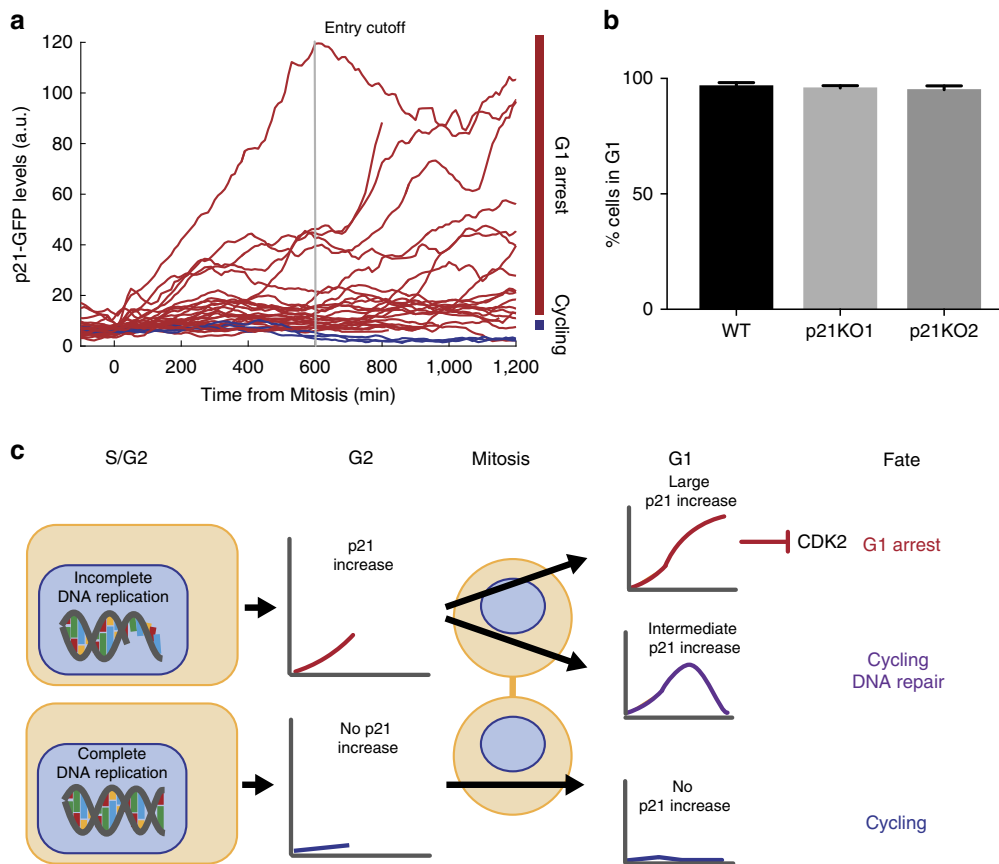 a
Entry cutoff
p21-GFP levels (a.u.)
120
100
80
60
40
20
0
0
200
400
600
800
1,000
1,200
Time from Mitosis (min)
G1 arrest
Cycling
b
% cells in G1
100
50
0
WT
p21KO1
p21KO2
c
S/G2
G2
Mitosis
G1
Fate
Incomplete
DNA replication
p21
increase
Large
p21 increase
CDK2
G1 arrest
Intermediate
p21 increase
Cycling
DNA repair
Complete
DNA replication
No p21
increase
No
p21 increase
Cycling